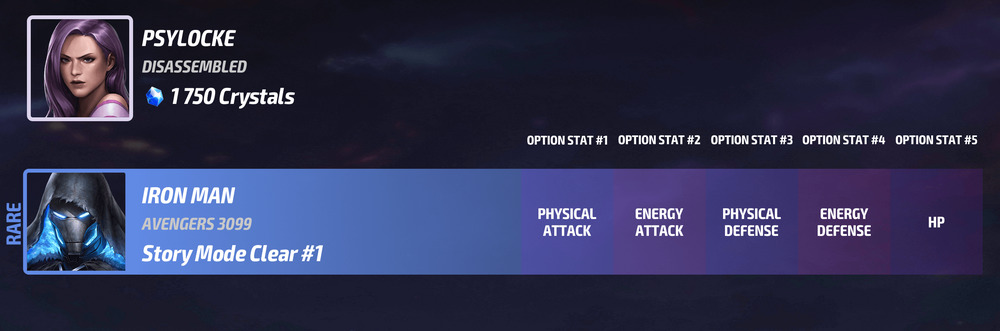 PSYLOCKE
DISASSEMBLED
1 750 Crystals
OPTION STAT #1 OPTION STAT #2 OPTION STAT #3 OPTION STAT #4 OPTION STAT #5
RARE
IRON MAN
AVENGERS 3099
Story Mode Clear #1
PHYSICAL ATTACK
ENERGY ATTACK
PHYSICAL DEFENSE
ENERGY DEFENSE
HP